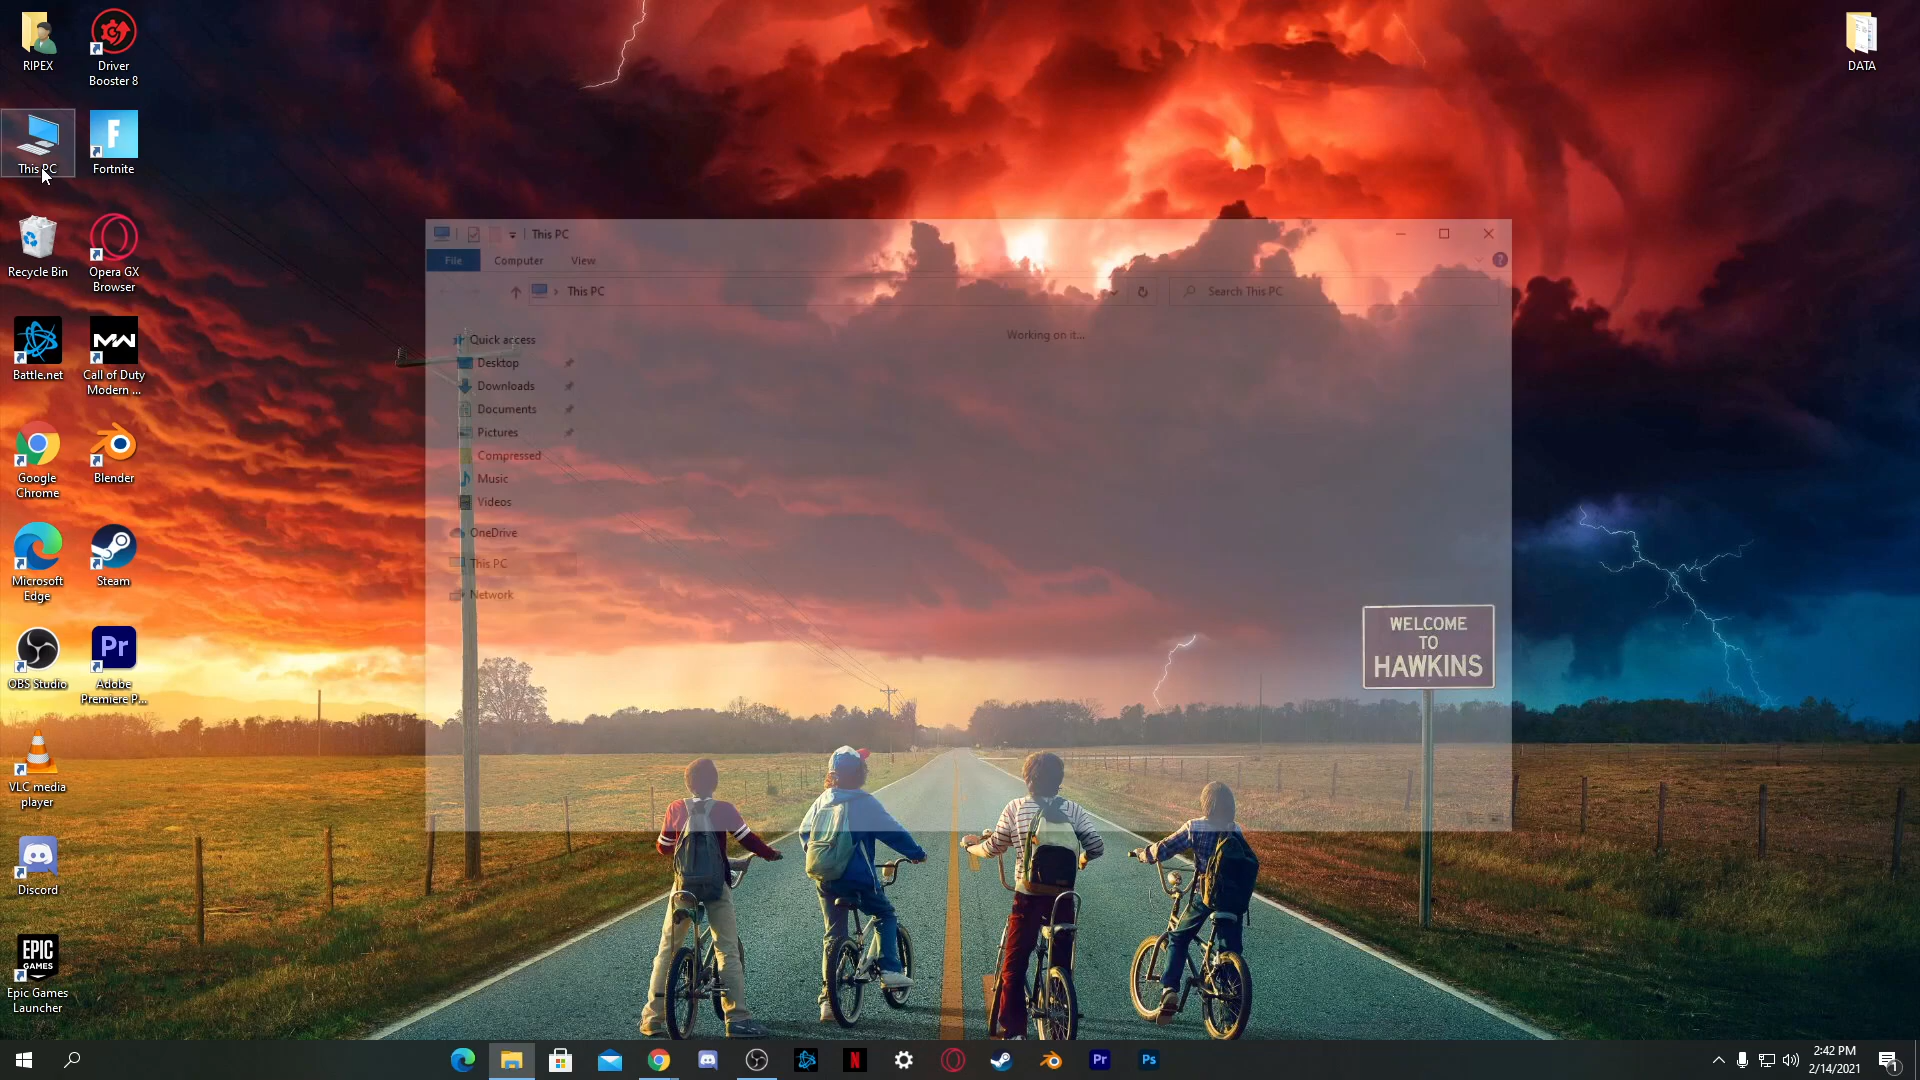 RIPEX
Driver
Booster 8
DATA
This PC
F
Fortnite
Recycle Bin
Opera GX
Browser
Battle.net
MW
Call of Duty
Modern ...
Google
Chrome
Blender
Microsoft
Edge
Steam
OBS Studio
Pr
Adobe
Premiere P...
VLC media
player
Discord
EPIC
GAMES
Epic Games
Launcher
This PC
File
Computer
View
This PC
Search This PC
Working on it...
Quick access
Desktop
Downloads
Documents
Pictures
Compressed
Music
Videos
OneDrive
This PC
Network
WELCOME
TO
HAWKINS
N
Pr
Ps
2:42 PM
2/14/2021
1